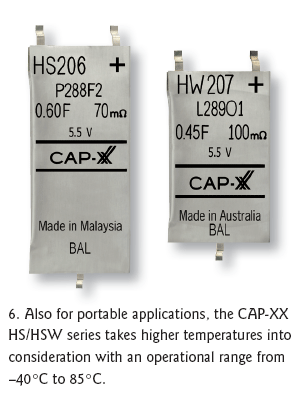 HS206 +
P288F2
0.60F 70mΩ
5.5 V
CAP-XX
Made in Malaysia
BAL
HW207 +
L289O1
0.45F 100mΩ
5.5 V
CAP-XX
Made in Australia
BAL
6. Also for portable applications, the CAP-XX
HS/HSW series takes higher temperatures into
consideration with an operational range from
–40°C to 85°C.